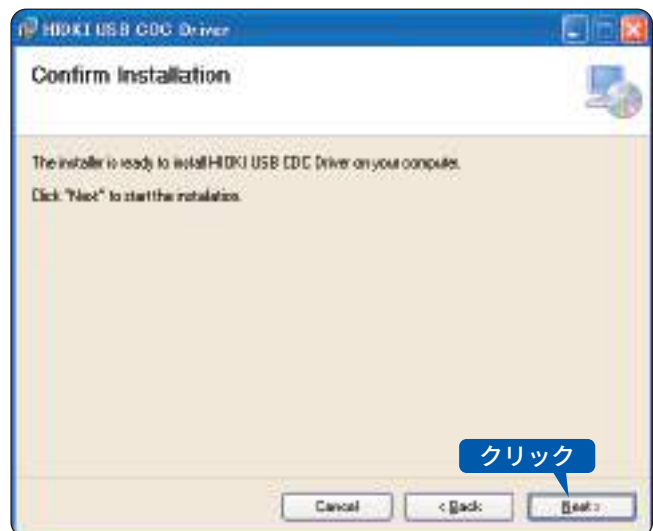 HIOKI USB CDC Driver
Confirm Installation
The installer is ready to install HIOKI USB CDC Driver on your computer.
Click "Next" to start the installation.
クリック
Cancel
< Back
Next >